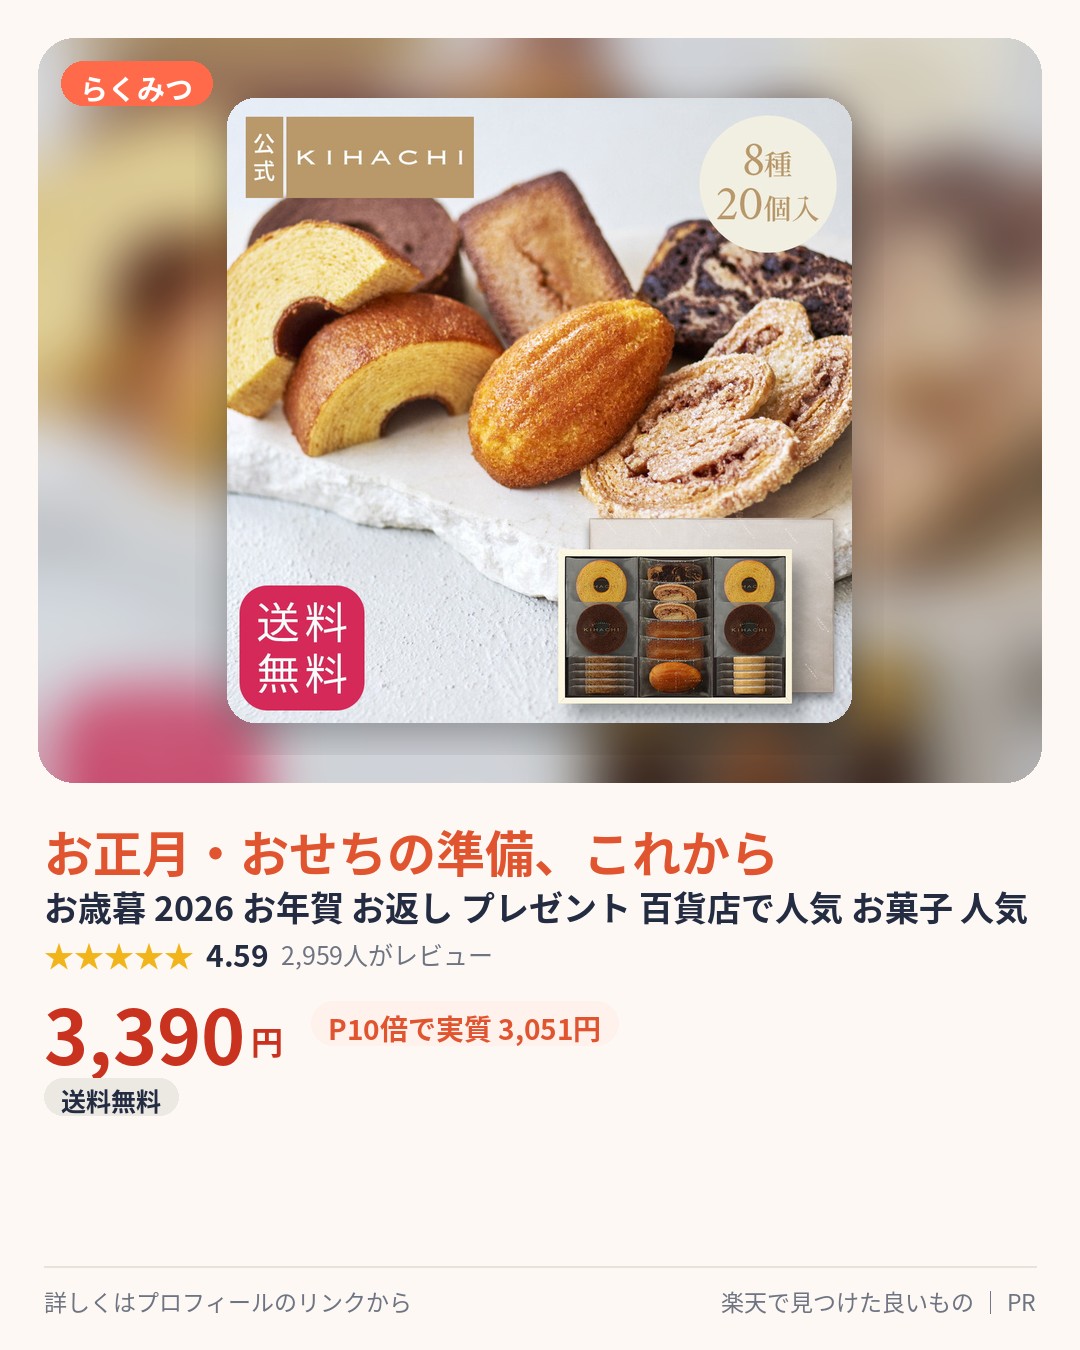 らくみつ
公式
KIHACHI
8種
20個入
送料
無料
お正月・おせちの準備、これから
お歳暮 2026 お年賀 お返し プレゼント 百貨店で人気 お菓子 人気
★★★★★ 4.59 2,959人がレビュー
3,390円 P10倍で実質 3,051円
送料無料
詳しくはプロフィールのリンクから
楽天で見つけた良いもの | PR